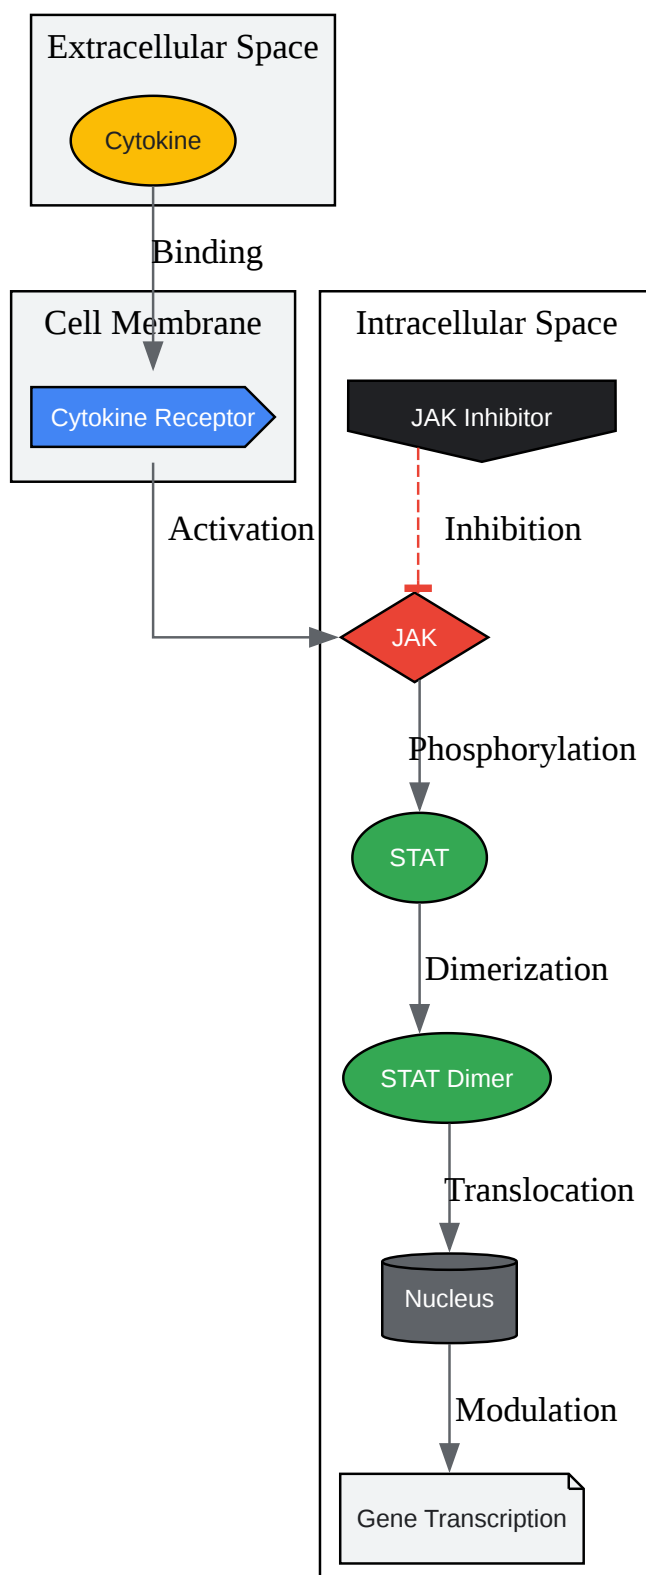 Extracellular Space
Cytokine
Binding
Cell Membrane
Cytokine Receptor
Activation
Intracellular Space
JAK Inhibitor
Inhibition
JAK
Phosphorylation
STAT
Dimerization
STAT Dimer
Translocation
Nucleus
Modulation
Gene Transcription